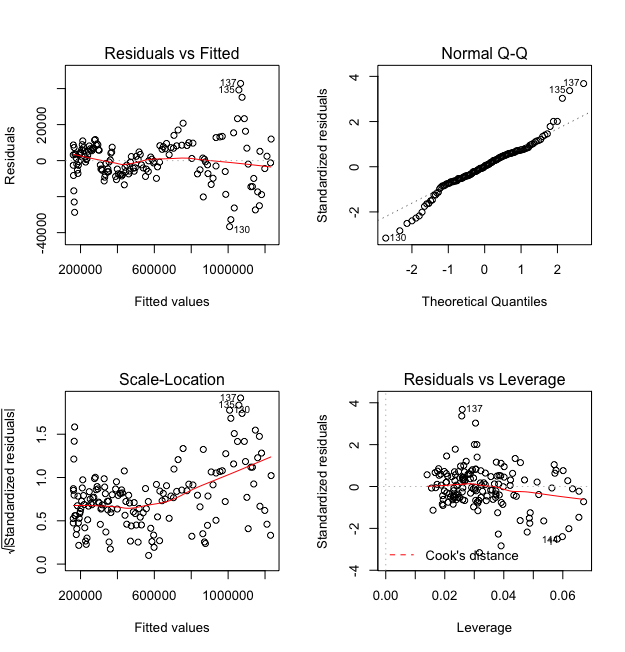 Residuals vs Fitted
Residuals
-40000 0 20000
137
135
130
200000 600000 1000000
Fitted values
Normal Q-Q
Standardized residuals
-2 0 2 4
137
135
130
-2 -1 0 1 2
Theoretical Quantiles
Scale-Location
√|Standardized residuals|
0.0 0.5 1.0 1.5
137
135
130
200000 600000 1000000
Fitted values
Residuals vs Leverage
Standardized residuals
-4 -2 0 2 4
137
Cook's distance
0.00 0.02 0.04 0.06
Leverage